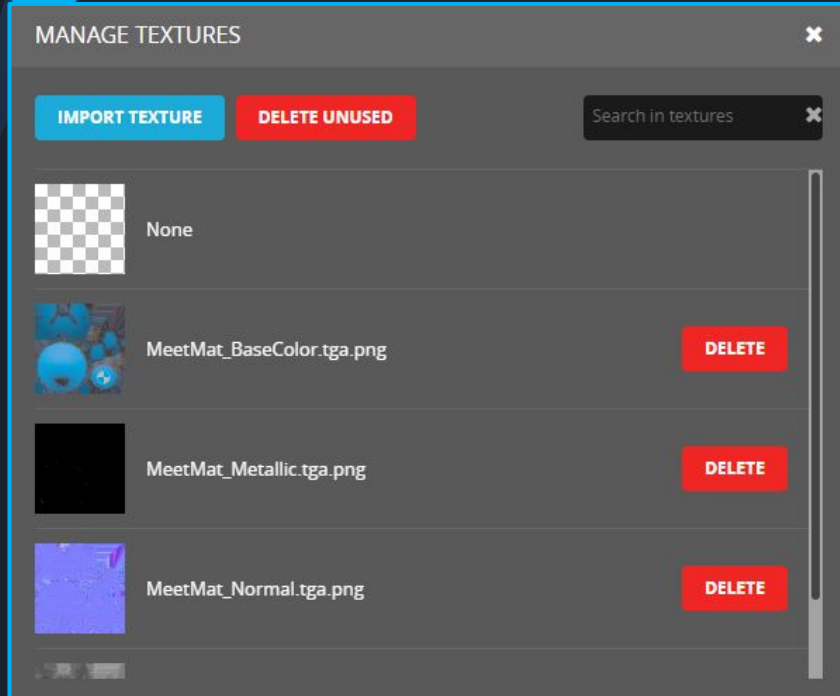 MANAGE TEXTURES
IMPORT TEXTURE
DELETE UNUSED
Search in textures
None
MeetMat_BaseColor.tga.png
DELETE
MeetMat_Metallic.tga.png
DELETE
MeetMat_Normal.tga.png
DELETE